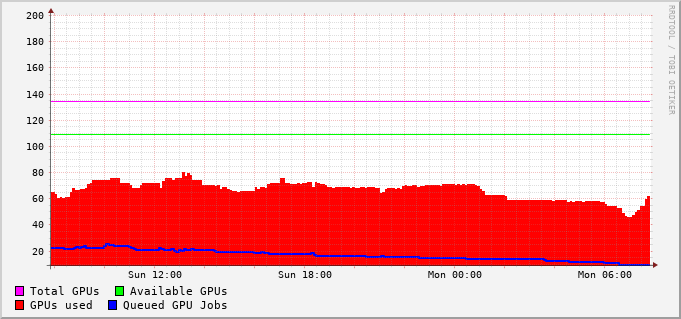 200
180
160
140
120
100
80
60
40
20
Sun 12:00 Sun 18:00 Mon 00:00 Mon 06:00
Total GPUs Available GPUs
GPUs used Queued GPU Jobs
RRDTOOL / TOBI OETIKER